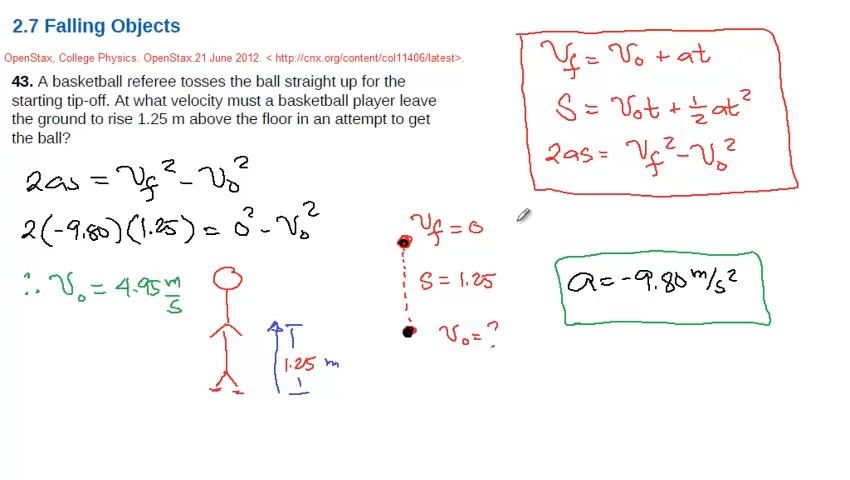 2.7 Falling Objects
OpenStax, College Physics. OpenStax.21 June 2012. < http://cnx.org/content/col11406/latest>.
43. A basketball referee tosses the ball straight up for the
starting tip-off. At what velocity must a basketball player leave
the ground to rise 1.25 m above the floor in an attempt to get
the ball?
2as = Vf² - V₀²
2(-9.80)(1.25) = 0² - V₀²
∴ V₀ = 4.95 m/s
1.25 m
Vf = 0
S = 1.25
V₀ = ?
Vf = V₀ + at
S = V₀t + ½at²
2as = Vf² - V₀²
a = -9.80 m/s²